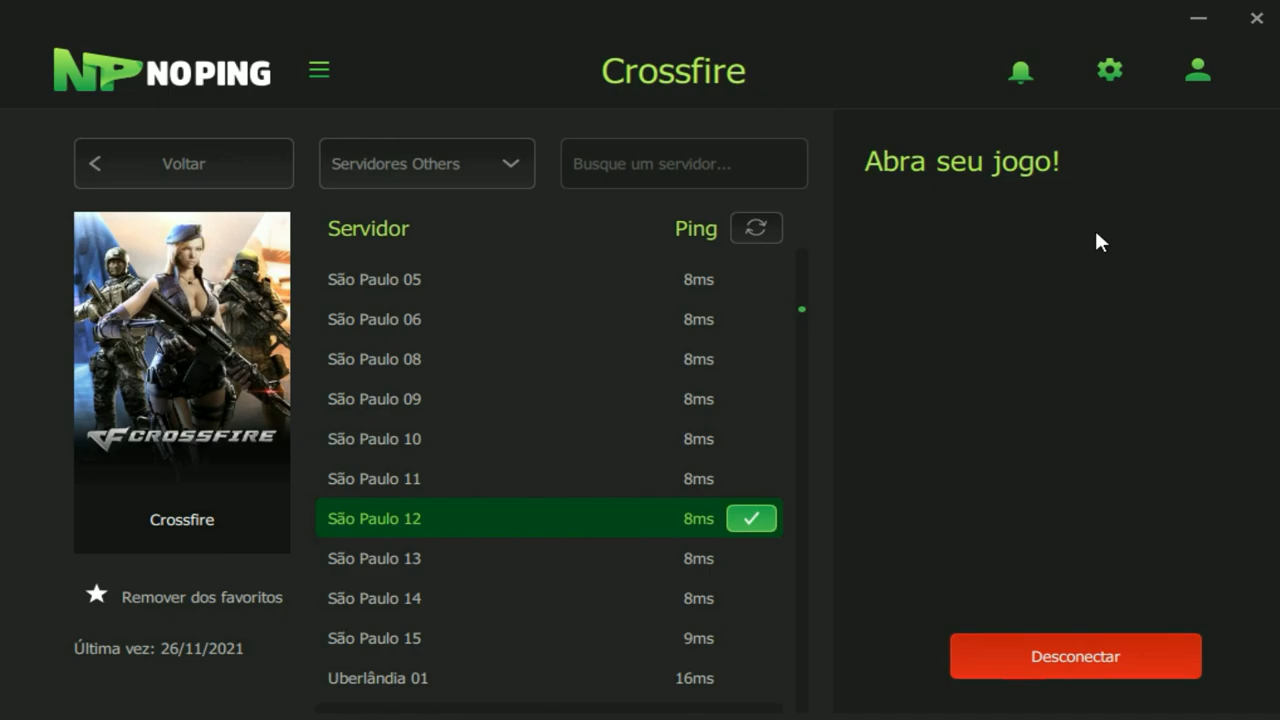 NP NOPING
Crossfire
Voltar
Servidores Others
Busque um servidor...
Abra seu jogo!
Servidor Ping
São Paulo 05 8ms
São Paulo 06 8ms
São Paulo 08 8ms
São Paulo 09 8ms
São Paulo 10 8ms
São Paulo 11 8ms
São Paulo 12 8ms
São Paulo 13 8ms
São Paulo 14 8ms
São Paulo 15 9ms
Uberlândia 01 16ms
CF CROSSFIRE
Crossfire
Remover dos favoritos
Última vez: 26/11/2021
Desconectar